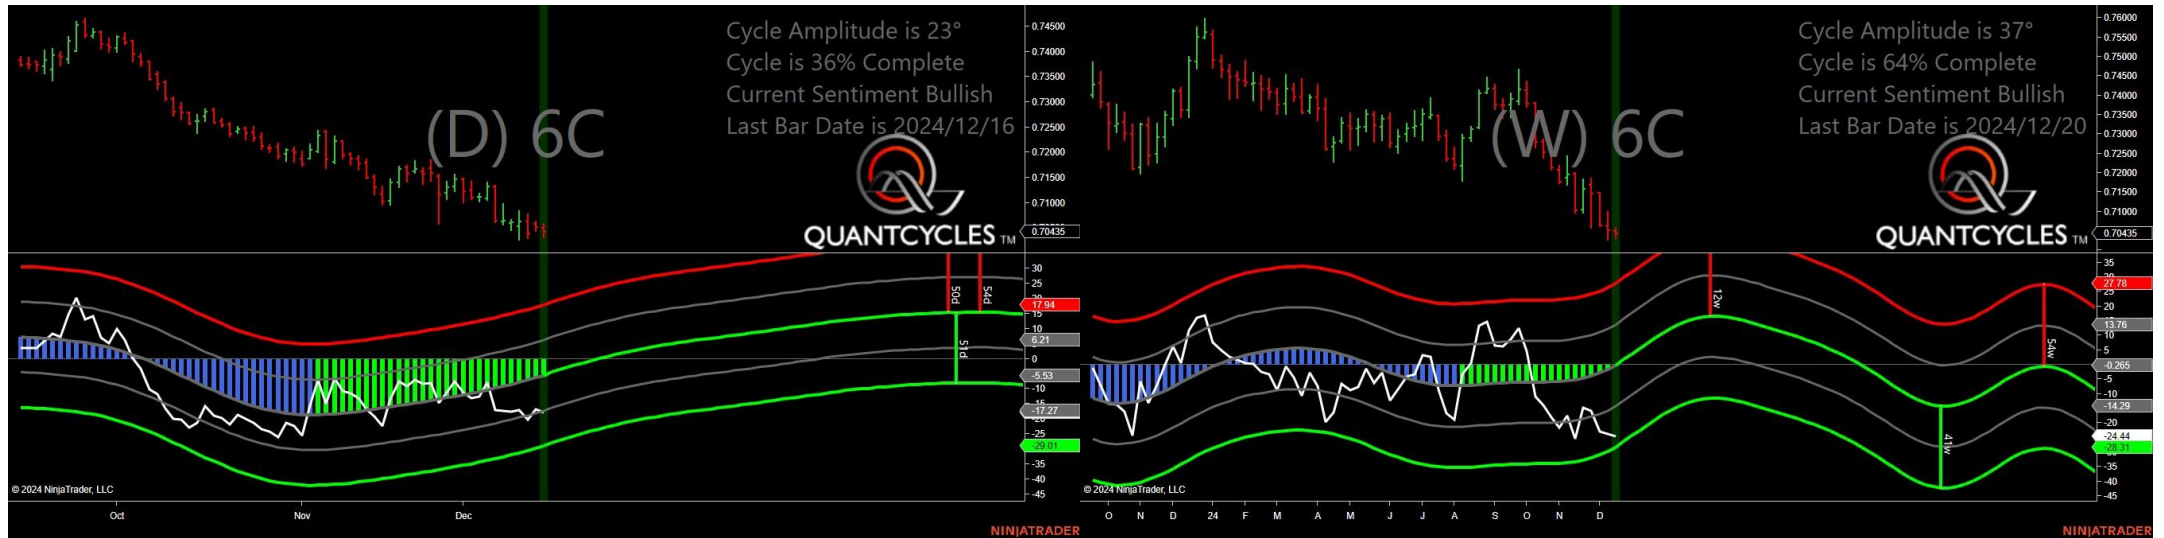 Cycle Amplitude is 23°
Cycle is 36% Complete
Current Sentiment Bullish
Last Bar Date is 2024/12/16
(D) 6C
QUANTCYCLES TM
0.74500
0.74000
0.73500
0.73000
0.72500
0.72000
0.71500
0.71000
0.70435
30
25
17.94
15
10
6.21
0
-5.53
-10
-15
-17.27
-25
-29.01
-35
-40
-45
50d
54d
51d
© 2024 NinjaTrader, LLC
Oct Nov Dec
NINJATRADER
Cycle Amplitude is 37°
Cycle is 64% Complete
Current Sentiment Bullish
Last Bar Date is 2024/12/20
(W) 6C
QUANTCYCLES TM
0.76000
0.75500
0.75000
0.74500
0.74000
0.73500
0.73000
0.72500
0.72000
0.71500
0.71000
0.70435
35
27.78
25
20
13.76
10
5
-0.265
-5
-10
-14.29
-24.44
-28.31
-35
-40
-45
12w
54w
41w
© 2024 NinjaTrader, LLC
O N D 24 F M A M J J A S O N D
NINJATRADER